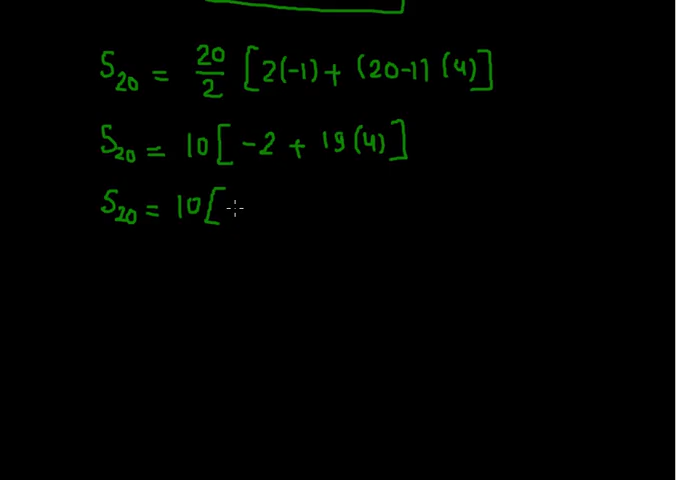 S₂₀ = 20/2 [2(-1) + (20-1) (4)]
S₂₀ = 10[ -2 + 19(4)]
S₂₀ = 10[